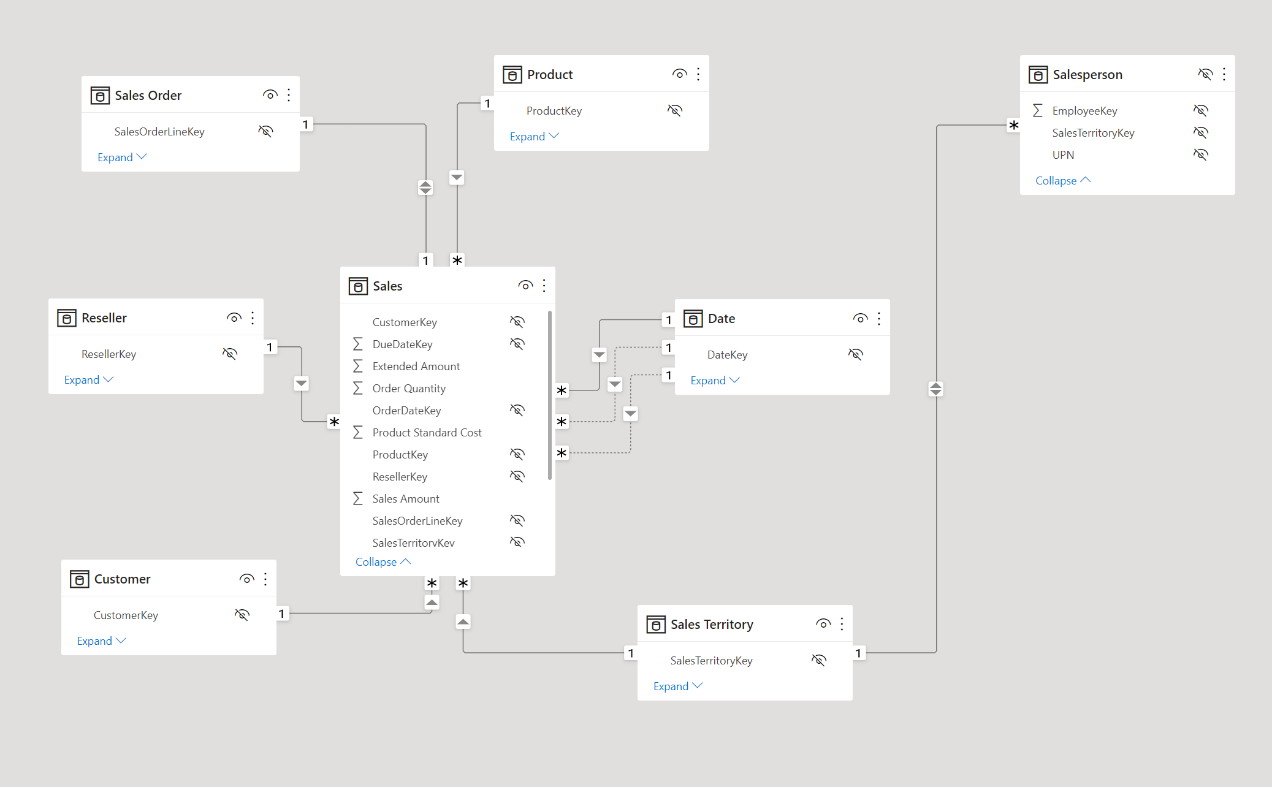 Sales Order
SalesOrderLineKey
Expand
1
Product
ProductKey
Expand
1
Salesperson
EmployeeKey
SalesTerritoryKey
UPN
Collapse
*
1
*
Reseller
ResellerKey
Expand
1
*
Sales
CustomerKey
∑ DueDateKey
∑ Extended Amount
∑ Order Quantity
OrderDateKey
∑ Product Standard Cost
ProductKey
ResellerKey
∑ Sales Amount
SalesOrderLineKey
SalesTerritoryKey
Collapse
*
*
*
1
1
1
Date
DateKey
Expand
*
*
Customer
CustomerKey
Expand
1
1
Sales Territory
SalesTerritoryKey
Expand
1